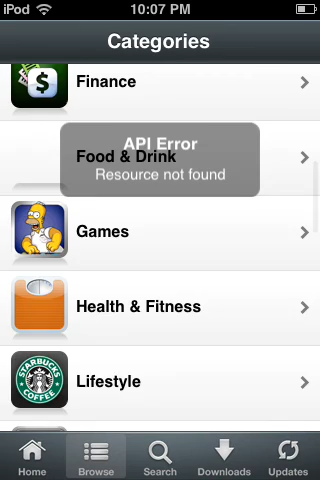 iPod 10:07 PM
Categories
Finance
API Error
Food & Drink
Resource not found
Games
Health & Fitness
STARBUCKS
COFFEE
Lifestyle
Home Browse Search Downloads Updates